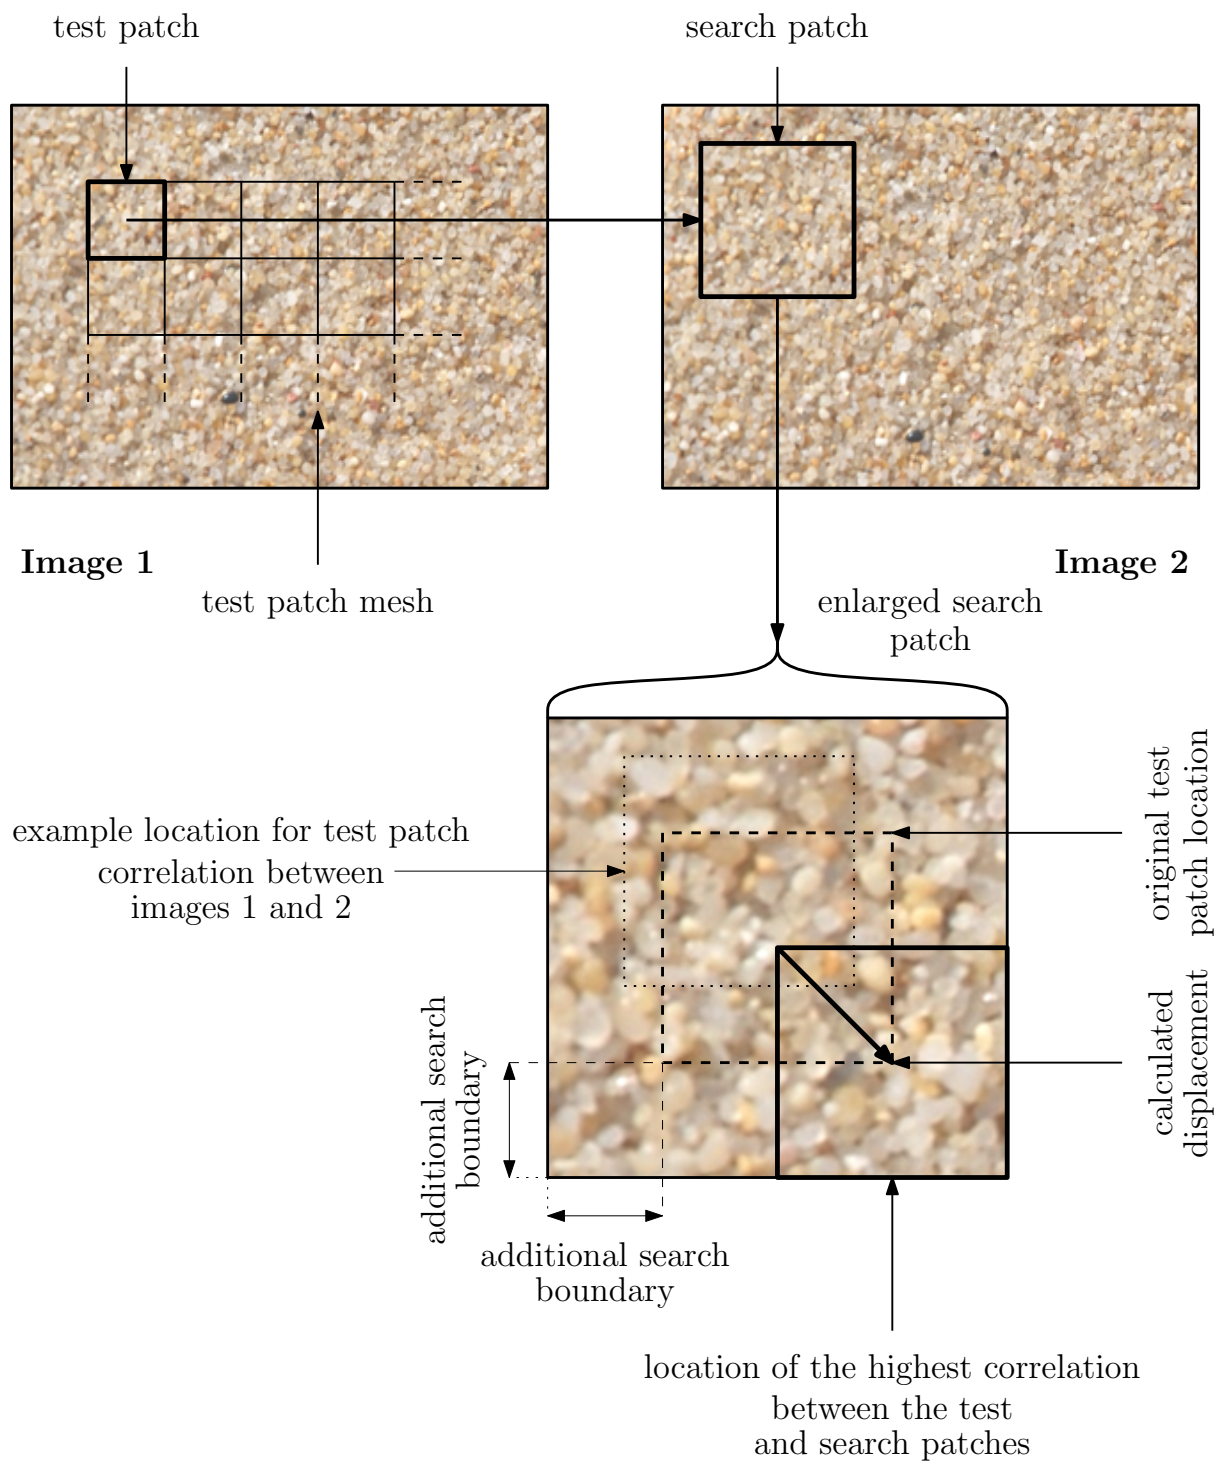 test patch
search patch
Image 1
Image 2
test patch mesh
enlarged search
patch
example location for test patch
correlation between
images 1 and 2
original test
patch location
calculated
displacement
additional search
boundary
additional search
boundary
location of the highest correlation
between the test
and search patches